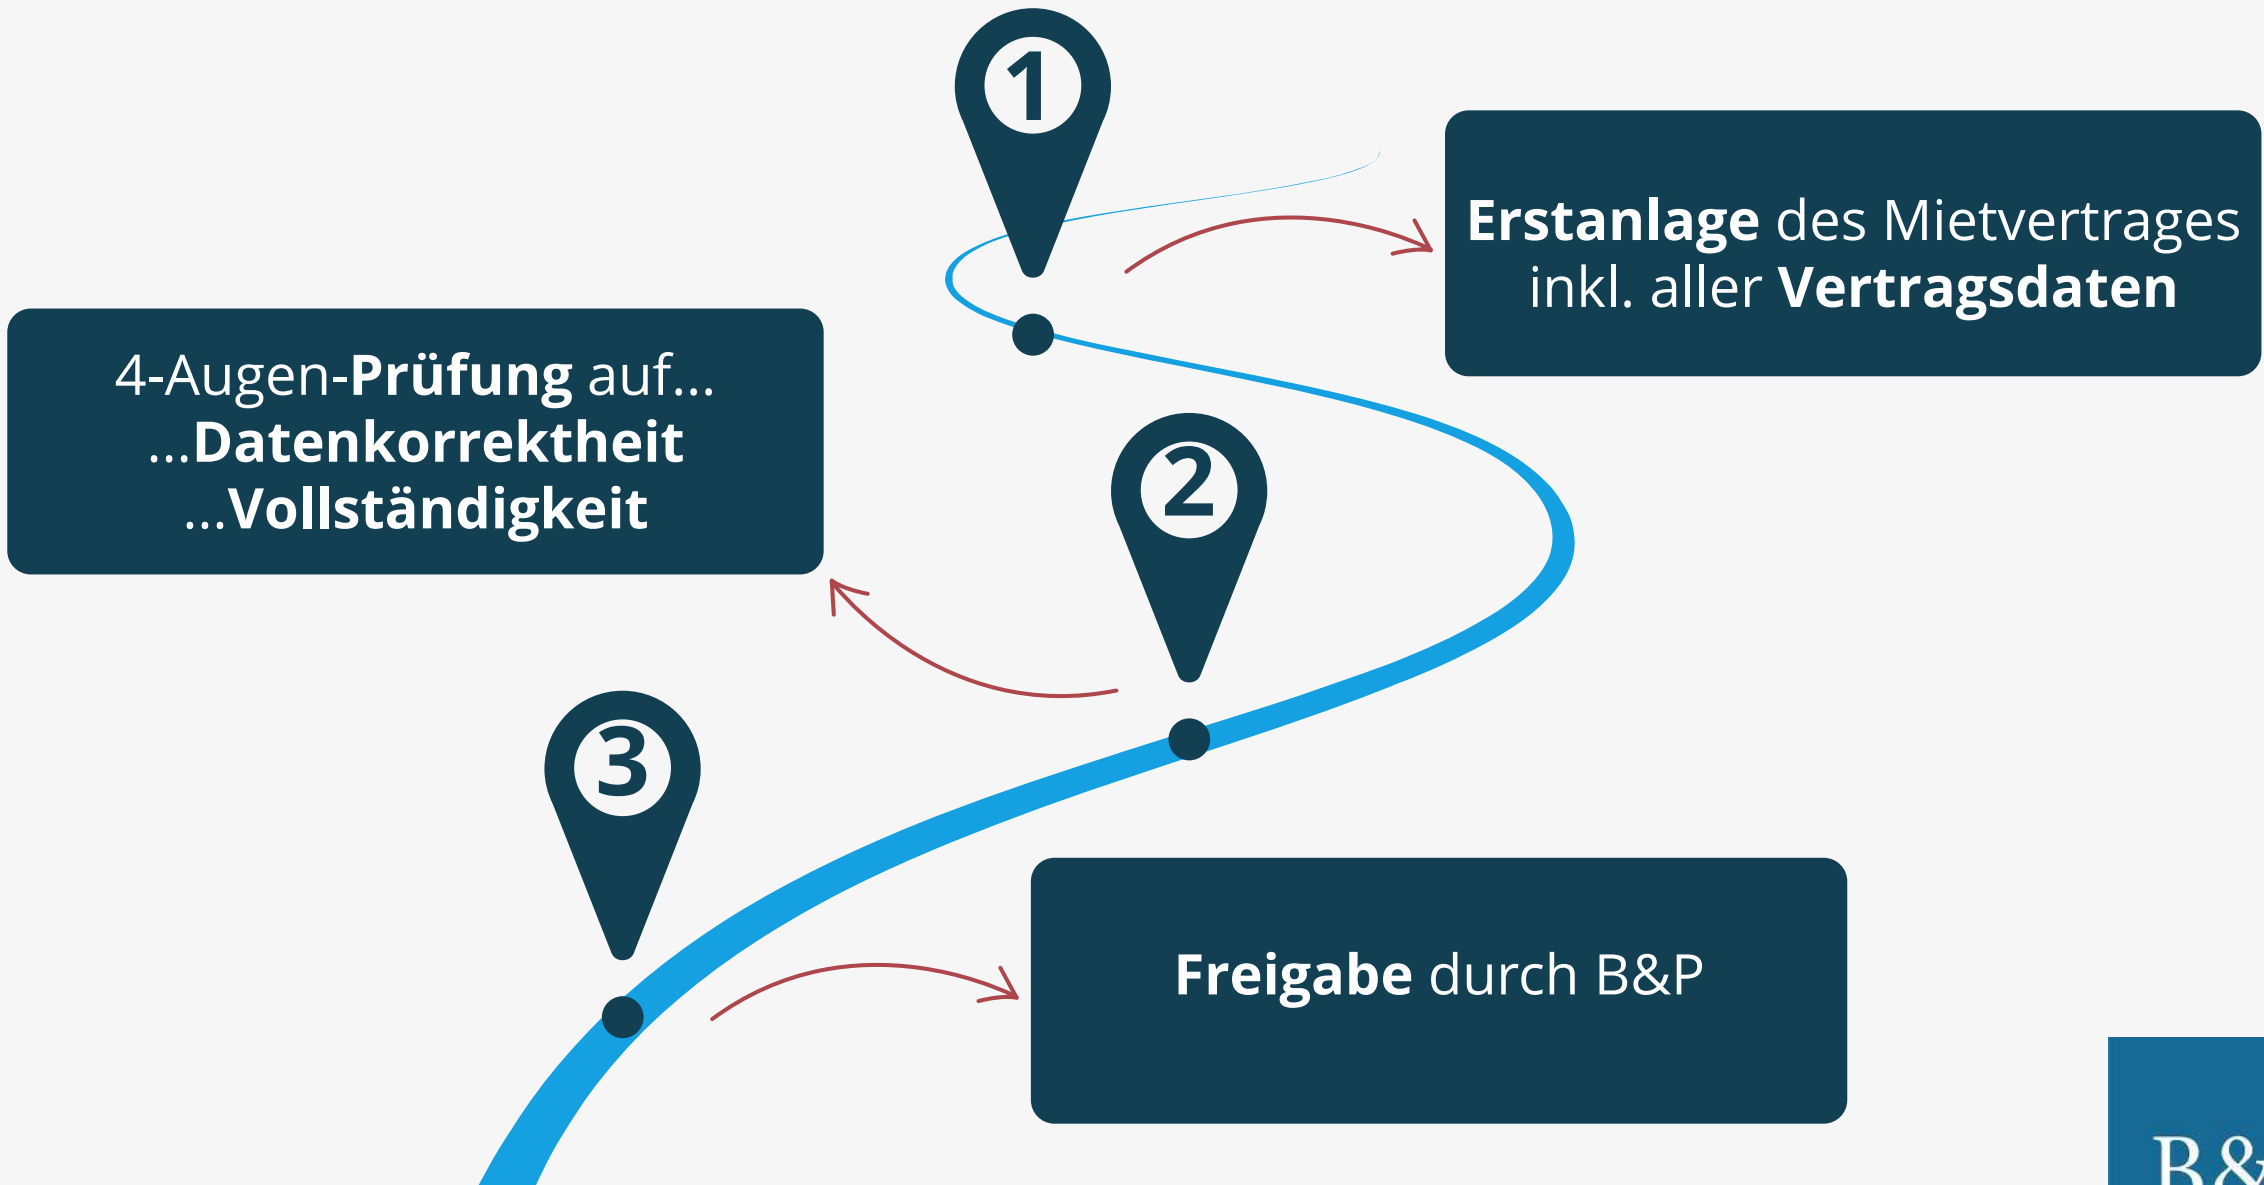 1
Erstanlage des Mietvertrages
inkl. aller Vertragsdaten
2
4-Augen-Prüfung auf...
...Datenkorrektheit
...Vollständigkeit
3
Freigabe durch B&P
B&